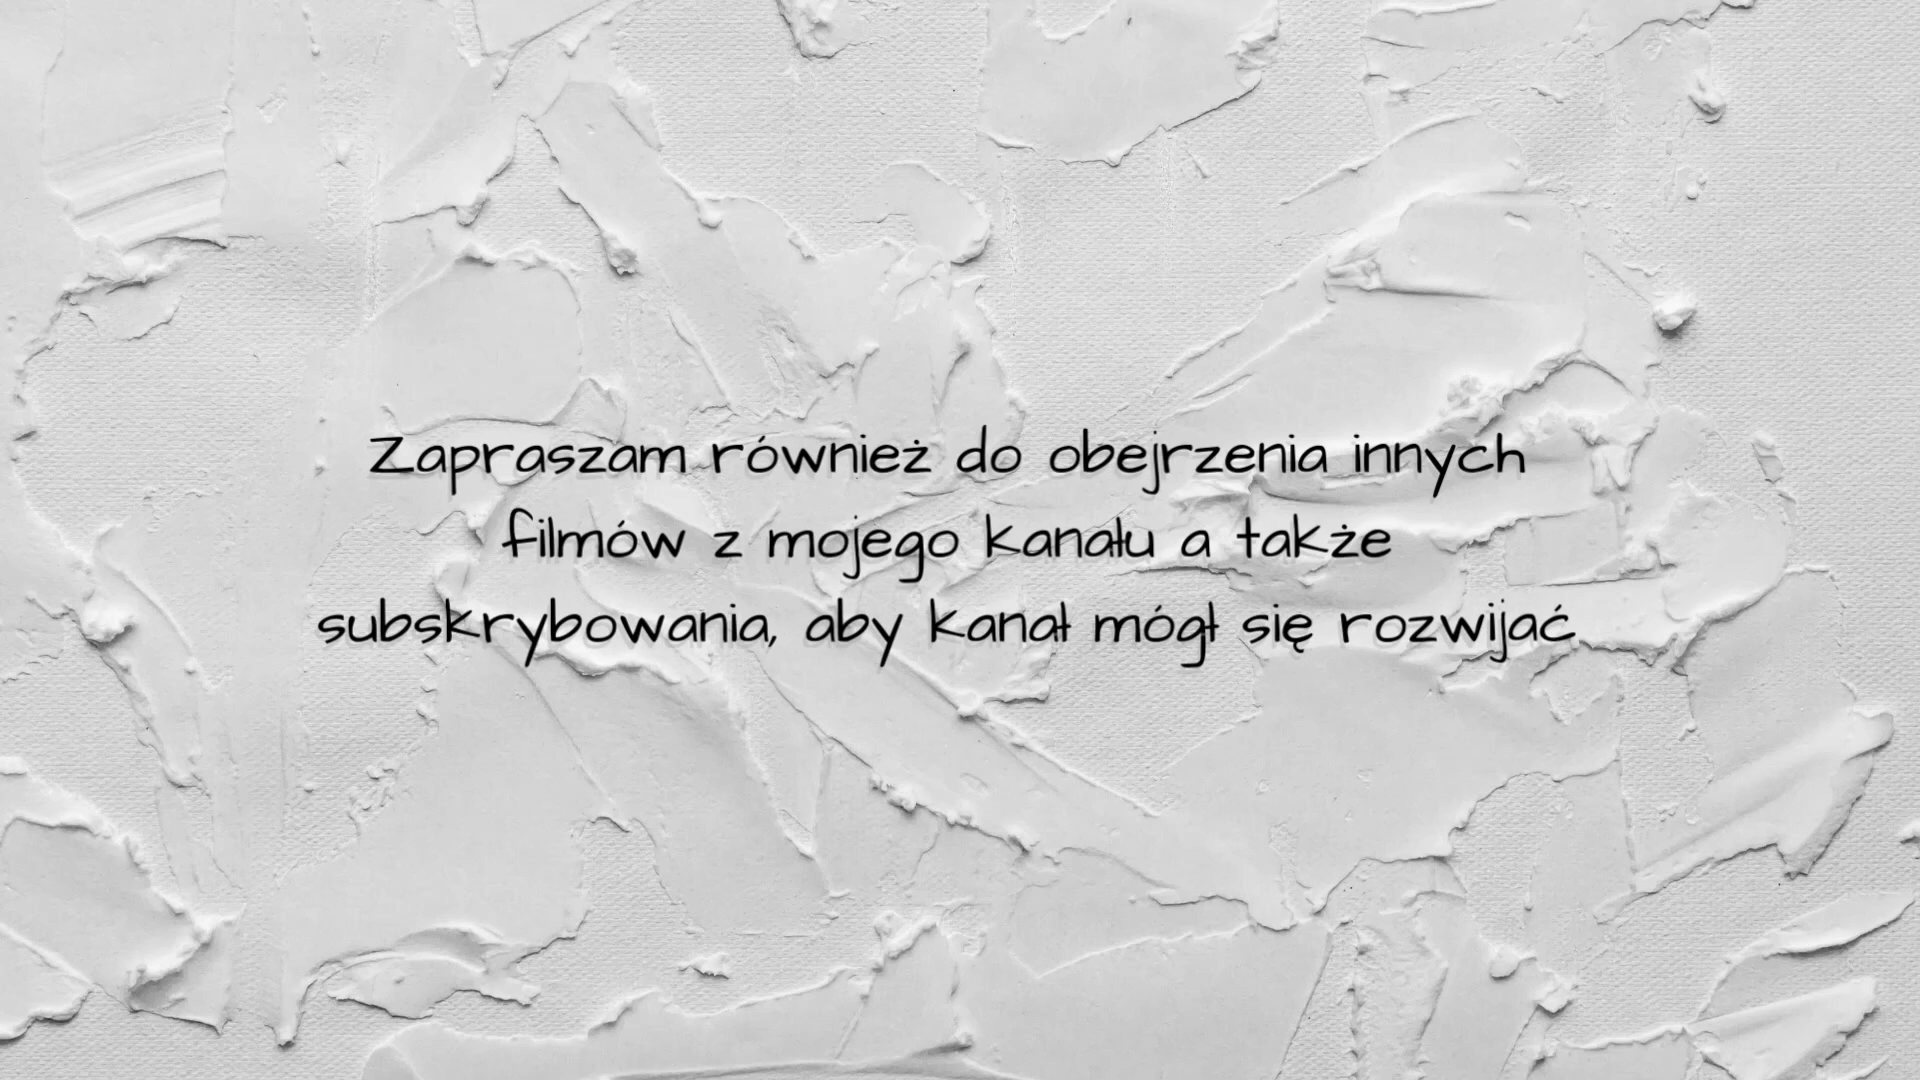 Zapraszam również do obejrzenia innych
filmów z mojego kanału a także
subskrybowania, aby kanał mógł się rozwijać